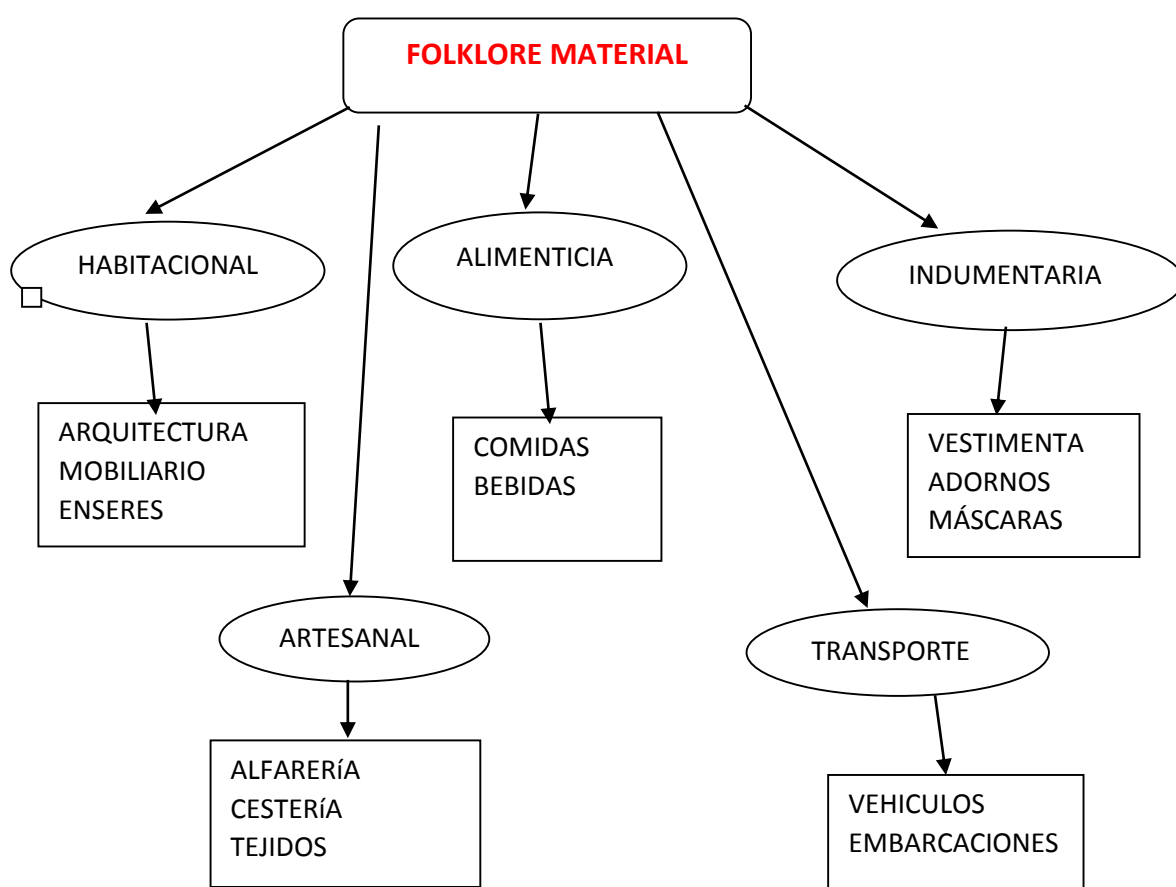 FOLKLORE MATERIAL
HABITACIONAL
ALIMENTICIA
INDUMENTARIA
ARQUITECTURA
MOBILIARIO
ENSERES
COMIDAS
BEBIDAS
VESTIMENTA
ADORNOS
MÁSCARAS
ARTESANAL
TRANSPORTE
ALFARERíA
CESTERíA
TEJIDOS
VEHICULOS
EMBARCACIONES